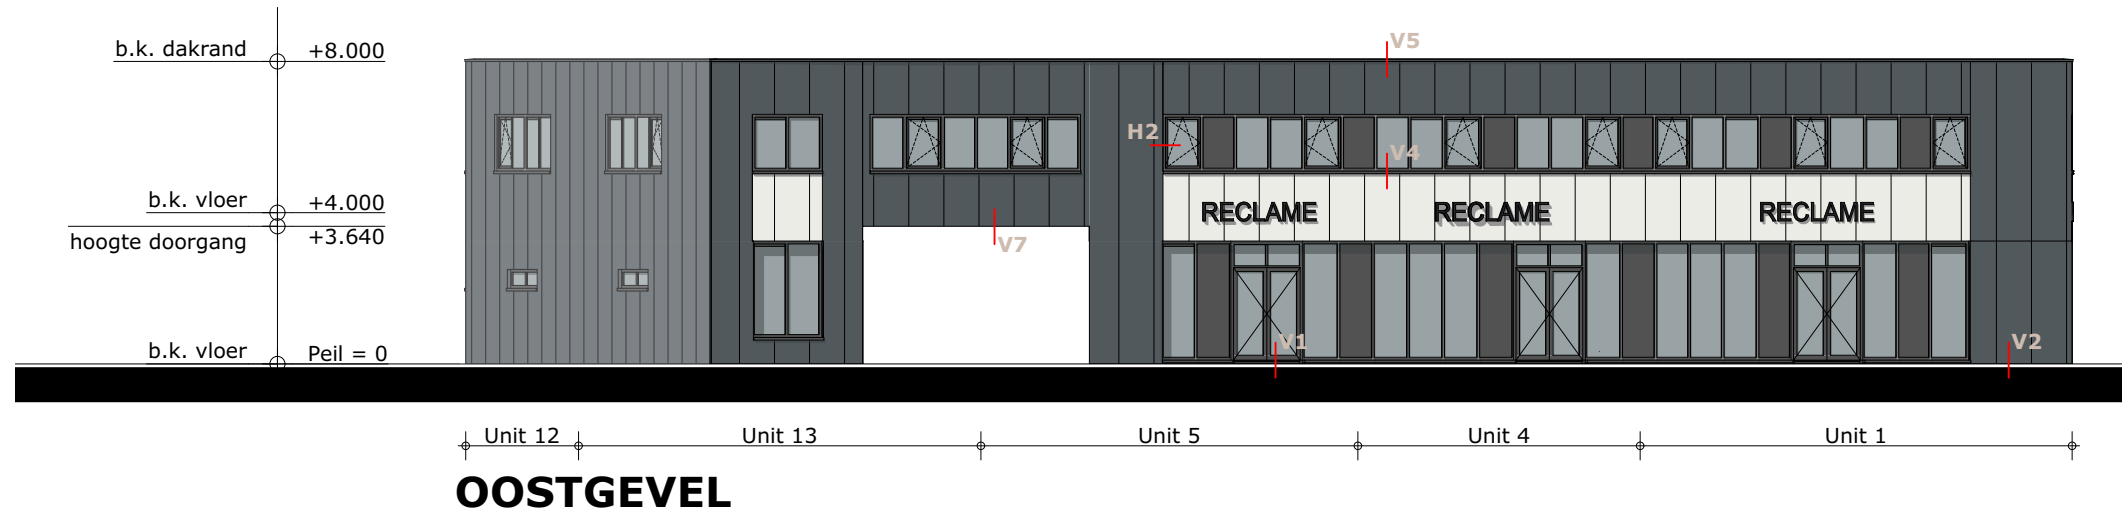 b.k. dakrand +8.000
V5
H2
V4
b.k. vloer +4.000
RECLAME RECLAME RECLAME
hoogte doorgang +3.640
V7
V1 V2
b.k. vloer Peil = 0
Unit 12 Unit 13 Unit 5 Unit 4 Unit 1
OOSTGEVEL